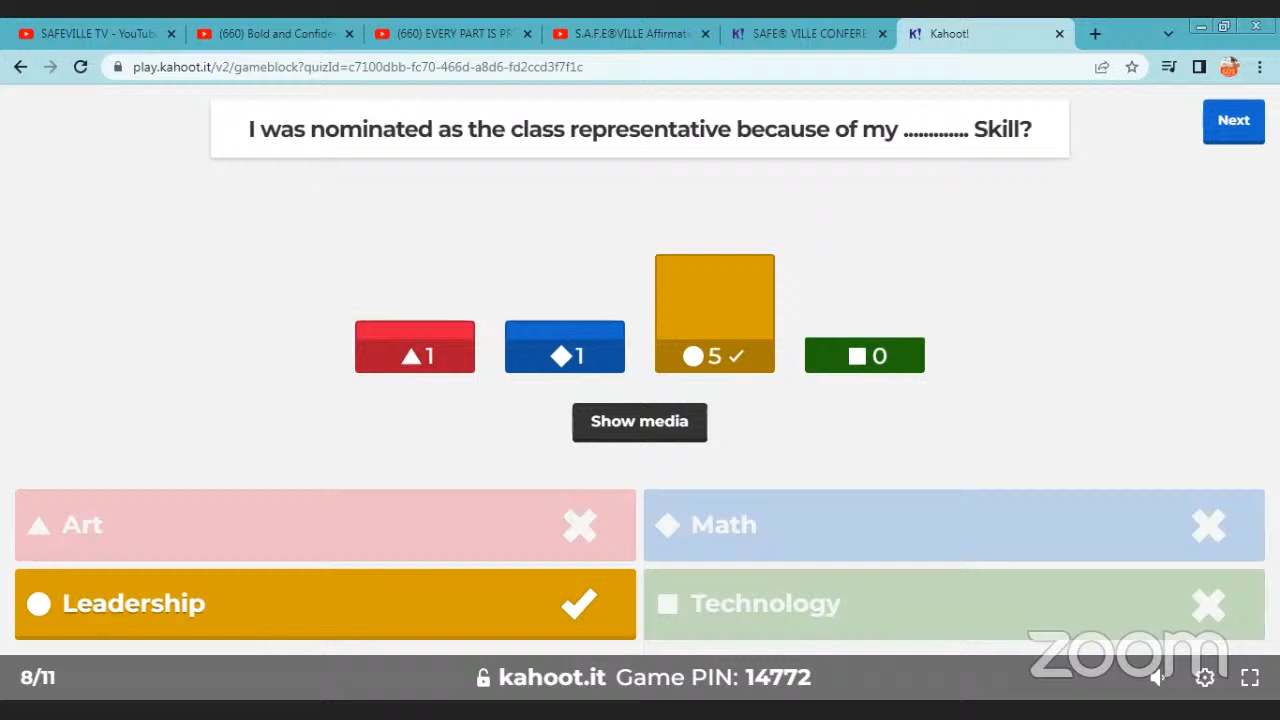 SAFEVILLE TV - YouTub
(660) Bold and Confide
(660) EVERY PART IS PR
S.A.F.E®VILLE Affirmati
K! SAFE® VILLE CONFERE
K! Kahoot!
play.kahoot.it/v2/gameblock?quizId=c7100dbb-fc70-466d-a8d6-fd2ccd3f7f1c
I was nominated as the class representative because of my ............. Skill?
Next
1
1
5
0
Show media
Art
Math
Leadership
Technology
zoom
8/11
kahoot.it Game PIN: 14772